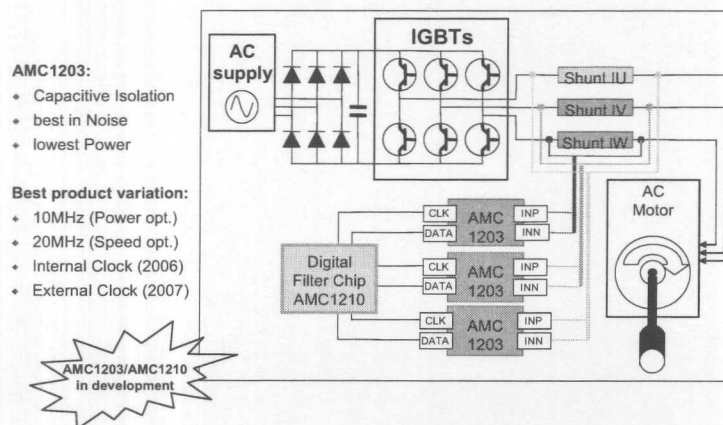 AMC1203:
Capacitive Isolation
best in Noise
lowest Power
Best product variation:
10MHz (Power opt.)
20MHz (Speed opt.)
Internal Clock (2006)
External Clock (2007)
AMC1203/AMC1210
in development
AC
supply
IGBTs
Shunt IU
Shunt IV
Shunt IW
AC
Motor
CLK
DATA
AMC
1203
INP
INN
Digital
Filter Chip
AMC1210
CLK
DATA
AMC
1203
INP
INN
CLK
DATA
AMC
1203
INP
INN